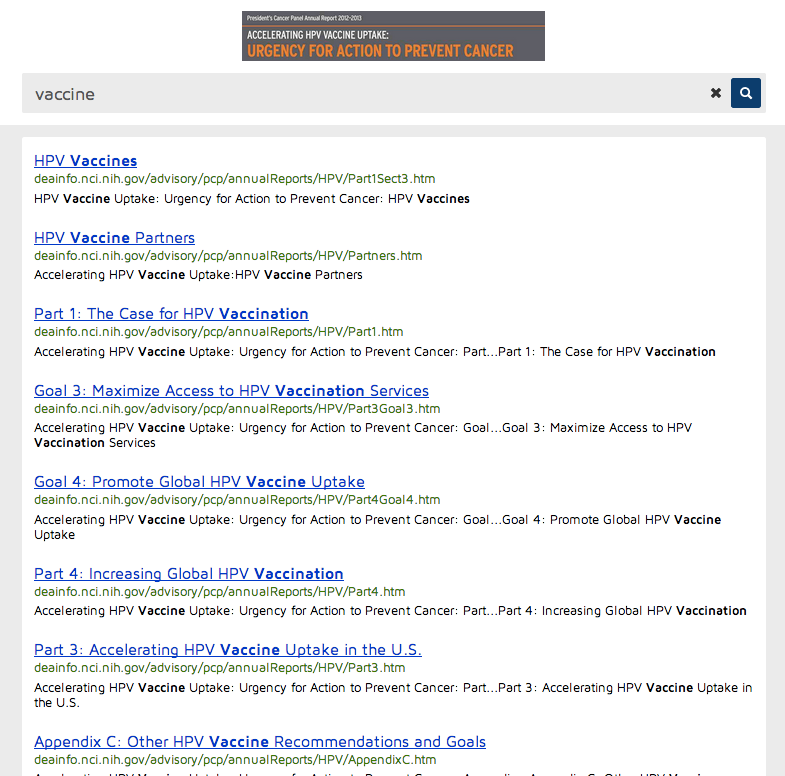 President's Cancer Panel Annual Report 2012-2013
ACCELERATING HPV VACCINE UPTAKE:
URGENCY FOR ACTION TO PREVENT CANCER
vaccine
HPV Vaccines
deainfo.nci.nih.gov/advisory/pcp/annualReports/HPV/Part1Sect3.htm
HPV Vaccine Uptake: Urgency for Action to Prevent Cancer: HPV Vaccines
HPV Vaccine Partners
deainfo.nci.nih.gov/advisory/pcp/annualReports/HPV/Partners.htm
Accelerating HPV Vaccine Uptake:HPV Vaccine Partners
Part 1: The Case for HPV Vaccination
deainfo.nci.nih.gov/advisory/pcp/annualReports/HPV/Part1.htm
Accelerating HPV Vaccine Uptake: Urgency for Action to Prevent Cancer: Part...Part 1: The Case for HPV Vaccination
Goal 3: Maximize Access to HPV Vaccination Services
deainfo.nci.nih.gov/advisory/pcp/annualReports/HPV/Part3Goal3.htm
Accelerating HPV Vaccine Uptake: Urgency for Action to Prevent Cancer: Goal...Goal 3: Maximize Access to HPV
Vaccination Services
Goal 4: Promote Global HPV Vaccine Uptake
deainfo.nci.nih.gov/advisory/pcp/annualReports/HPV/Part4Goal4.htm
Accelerating HPV Vaccine Uptake: Urgency for Action to Prevent Cancer: Goal...Goal 4: Promote Global HPV Vaccine
Uptake
Part 4: Increasing Global HPV Vaccination
deainfo.nci.nih.gov/advisory/pcp/annualReports/HPV/Part4.htm
Accelerating HPV Vaccine Uptake: Urgency for Action to Prevent Cancer: Part...Part 4: Increasing Global HPV Vaccination
Part 3: Accelerating HPV Vaccine Uptake in the U.S.
deainfo.nci.nih.gov/advisory/pcp/annualReports/HPV/Part3.htm
Accelerating HPV Vaccine Uptake: Urgency for Action to Prevent Cancer: Part...Part 3: Accelerating HPV Vaccine Uptake in
the U.S.
Appendix C: Other HPV Vaccine Recommendations and Goals
deainfo.nci.nih.gov/advisory/pcp/annualReports/HPV/AppendixC.htm